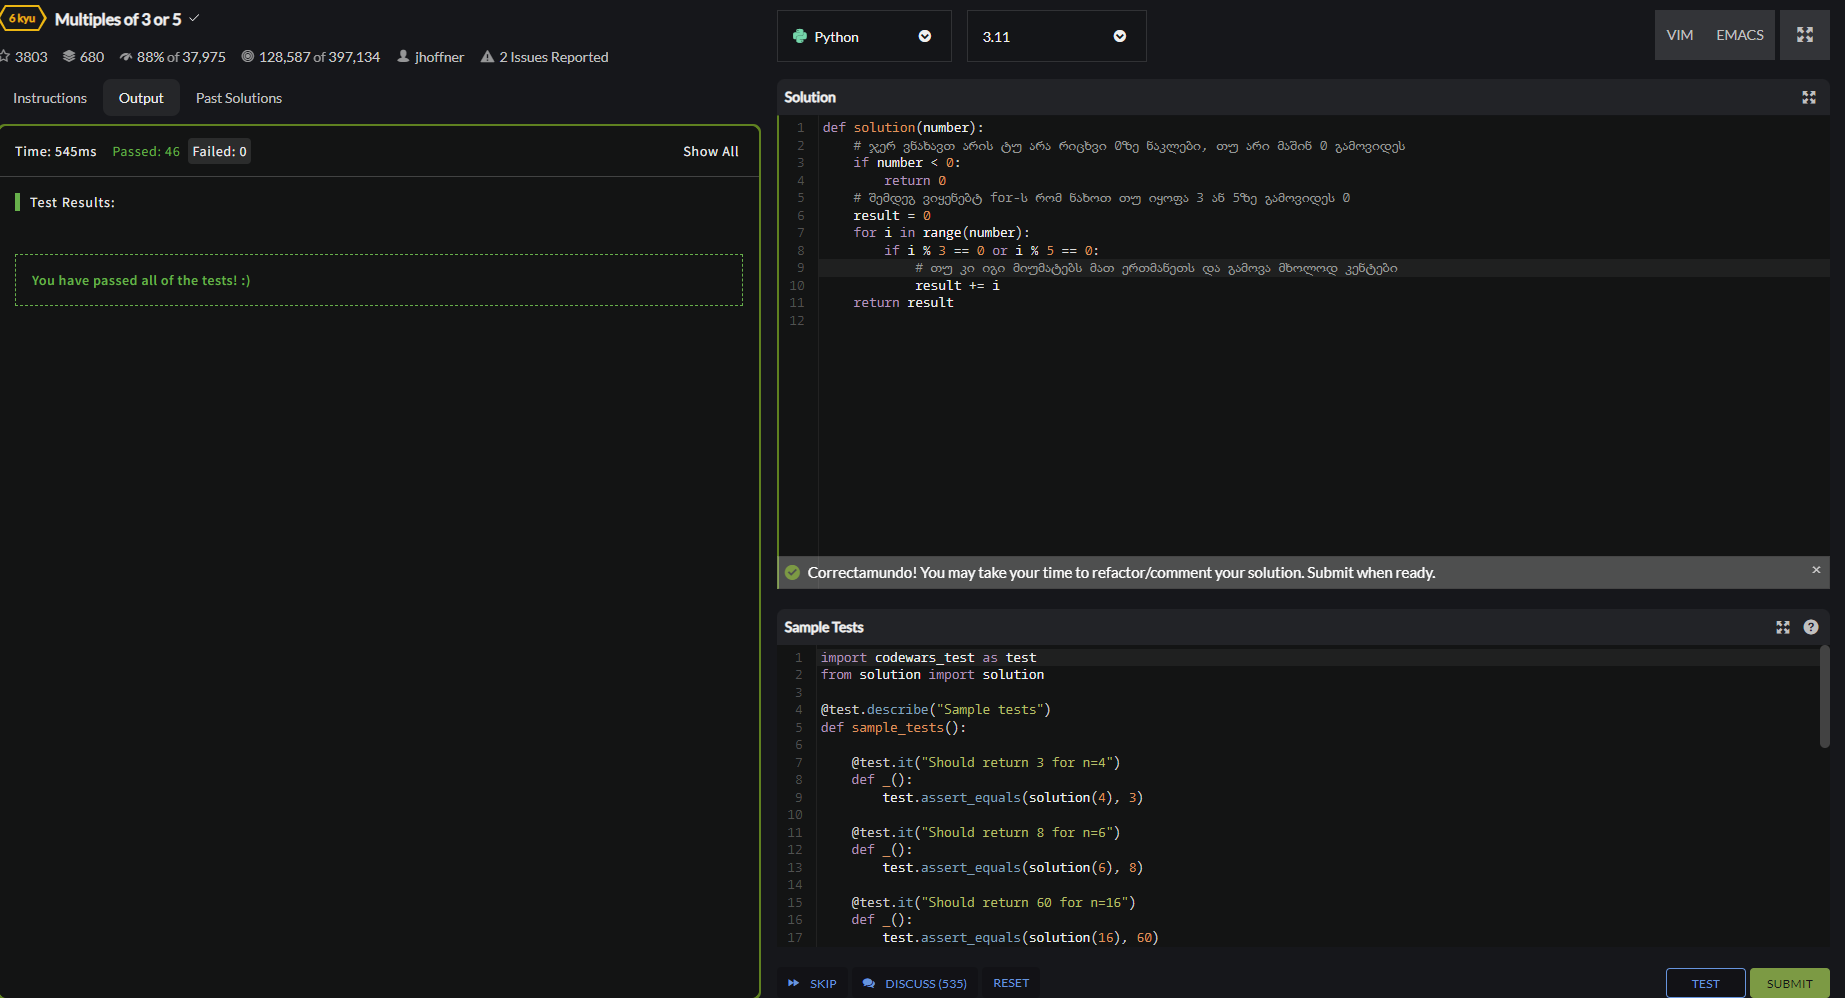 6 kyu Multiples of 3 or 5
3803 680 88% of 37,975 128,587 of 397,134 jhoffner 2 Issues Reported
Instructions Output Past Solutions
Time: 545ms Passed: 46 Failed: 0 Show All
Test Results:
You have passed all of the tests! :)
Python 3.11 VIM EMACS
Solution
1 def solution(number):
2 # ჯერ ვნახავთ არის ტუ არა რიცხვი 0ზე ნაკლები, თუ არი მაშინ 0 გამოვიდეს
3 if number < 0:
4 return 0
5 # შემდეგ ვიყენებტ for-ს რომ ნახოთ თუ იყოფა 3 ან 5ზე გამოვიდეს 0
6 result = 0
7 for i in range(number):
8 if i % 3 == 0 or i % 5 == 0:
9 # თუ კი იგი მიუმატებს მათ ერთმანეთს და გამოვა მხოლოდ კენტები
10 result += i
11 return result
12
Correctamundo! You may take your time to refactor/comment your solution. Submit when ready.
Sample Tests
1 import codewars_test as test
2 from solution import solution
3
4 @test.describe("Sample tests")
5 def sample_tests():
6
7 @test.it("Should return 3 for n=4")
8 def _():
9 test.assert_equals(solution(4), 3)
10
11 @test.it("Should return 8 for n=6")
12 def _():
13 test.assert_equals(solution(6), 8)
14
15 @test.it("Should return 60 for n=16")
16 def _():
17 test.assert_equals(solution(16), 60)
SKIP DISCUSS (535) RESET TEST SUBMIT